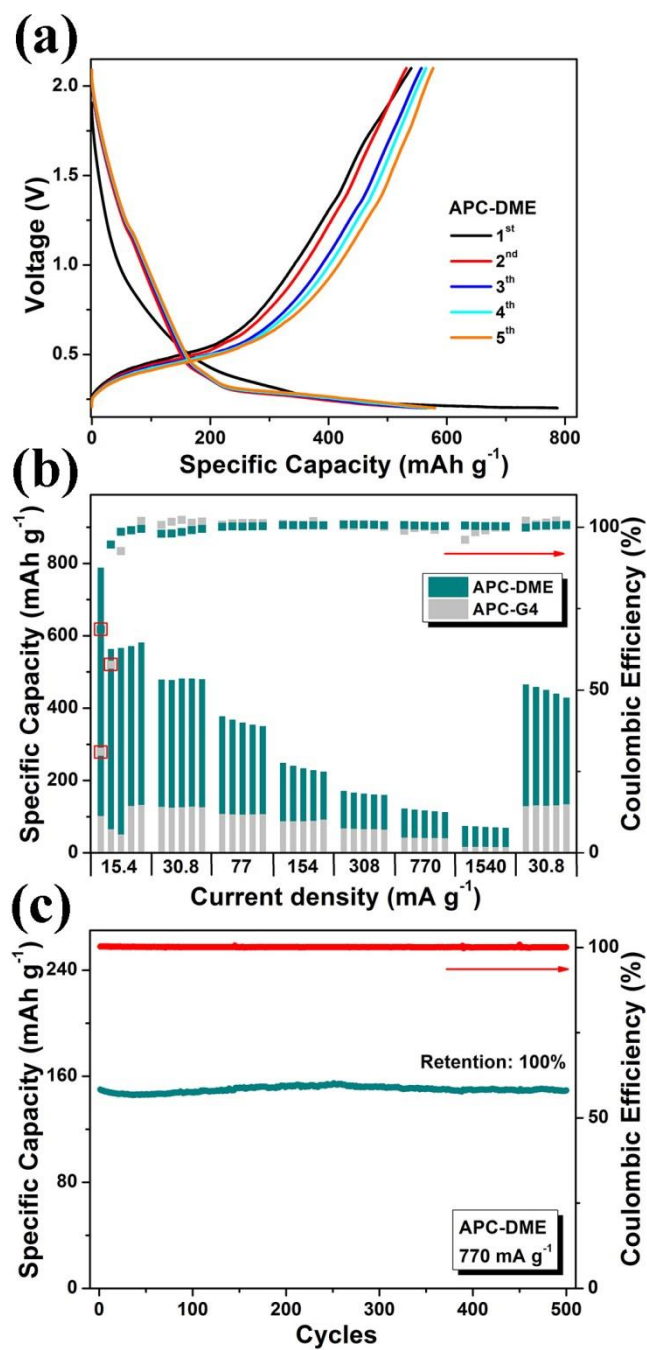 (a)
2.0
1.5
1.0
0.5
Voltage (V)
APC-DME
1st
2nd
3th
4th
5th
0 200 400 600 800
Specific Capacity (mAh g-1)
(b)
800
600
400
200
0
Specific Capacity (mAh g-1)
APC-DME
APC-G4
100
50
0
Coulombic Efficiency (%)
15.4 30.8 77 154 308 770 1540 30.8
Current density (mA g-1)
(c)
240
160
80
0
Specific Capacity (mAh g-1)
Retention: 100%
APC-DME
770 mA g-1
100
50
0
Coulombic Efficiency (%)
0 100 200 300 400 500
Cycles